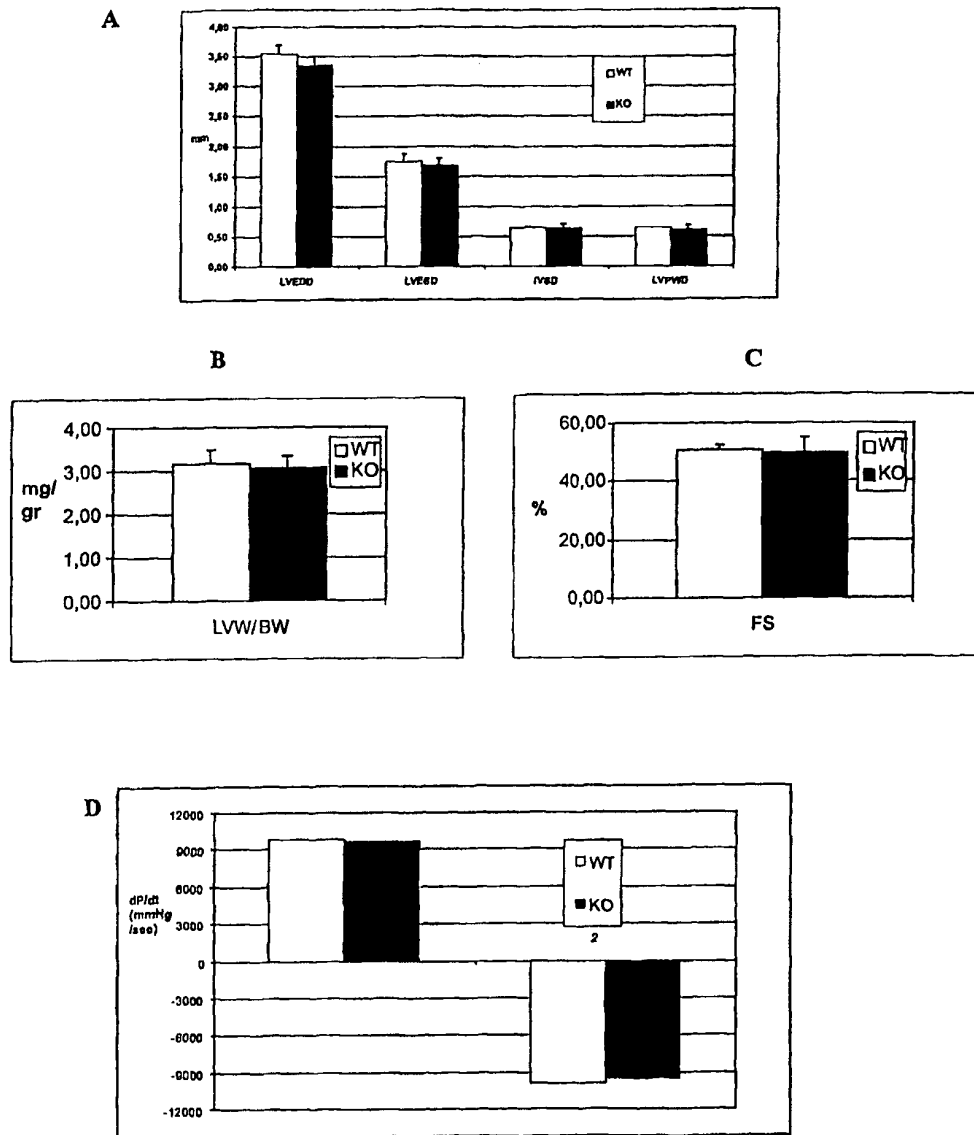 A
4,00
3,50
3,00
2,50
2,00
1,50
1,00
0,50
0,00
mm
WT
KO
LVEDD
LVESD
IVSD
LVPWD
B
4,00
3,00
2,00
1,00
0,00
mg/
gr
WT
KO
LVW/BW
C
60,00
40,00
20,00
0,00
%
WT
KO
FS
D
12000
9000
6000
3000
0
-3000
-6000
-9000
-12000
dP/dt
(mmHg
/sec)
WT
KO
2